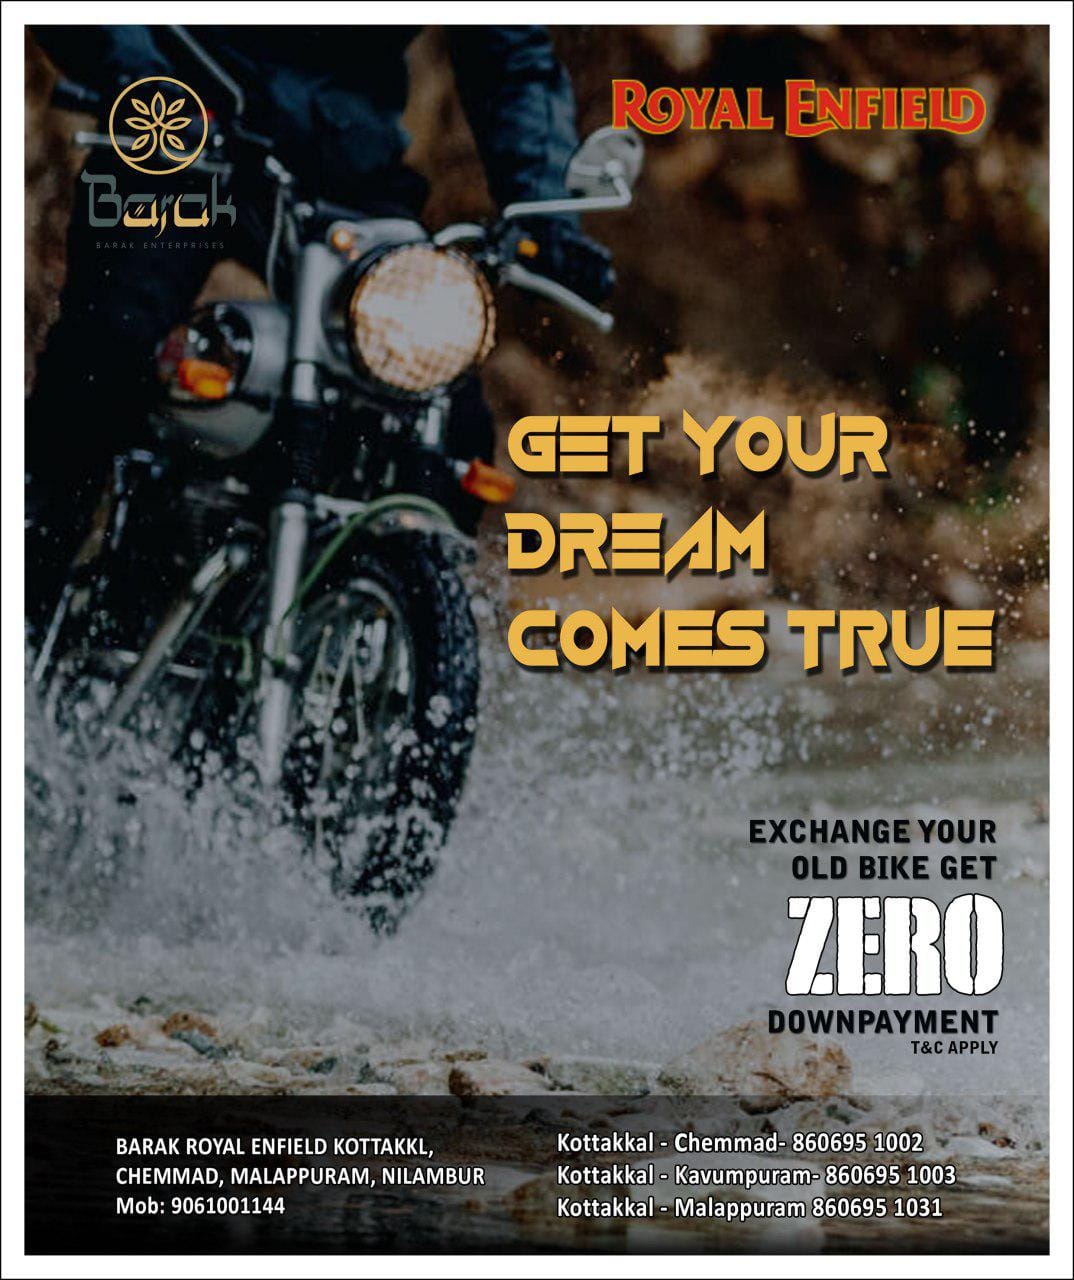 Barak
BARAK ENTERPRISES
ROYAL ENFIELD
GET YOUR
DREAM
COMES TRUE
EXCHANGE YOUR
OLD BIKE GET
ZERO
DOWNPAYMENT
T&C APPLY
BARAK ROYAL ENFIELD KOTTAKKL,
CHEMMAD, MALAPPURAM, NILAMBUR
Mob: 9061001144
Kottakkal - Chemmad- 860695 1002
Kottakkal - Kavumpuram- 860695 1003
Kottakkal - Malappuram 860695 1031